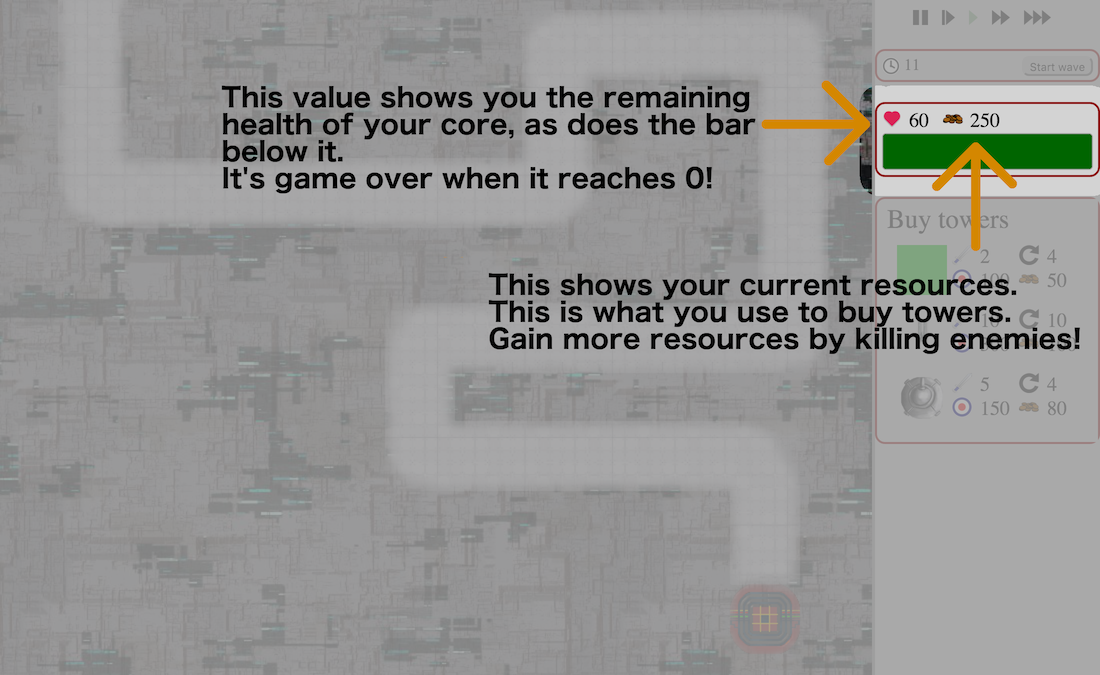 11 Start wave
This value shows you the remaining
health of your core, as does the bar
below it.
It's game over when it reaches 0!
60 250
Buy towers
2 4
100 50
This shows your current resources.
This is what you use to buy towers.
Gain more resources by killing enemies!
10 10
5 4
150 80